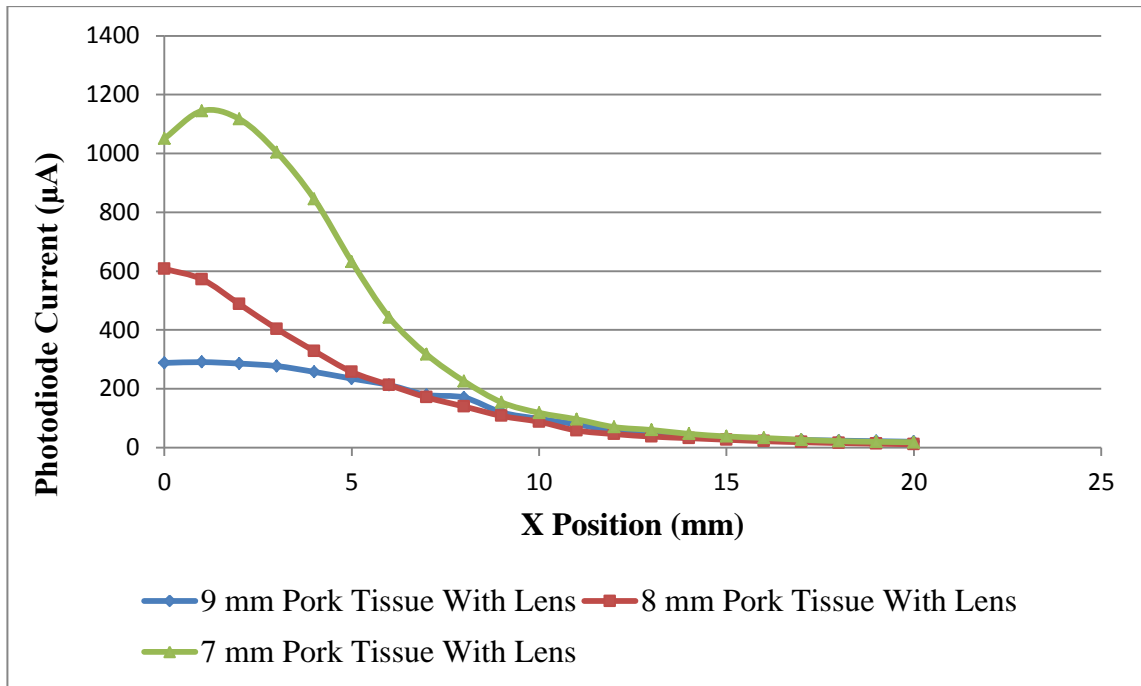 1400
1200
1000
800
600
400
200
0
Photodiode Current (µA)
0 5 10 15 20 25
X Position (mm)
9 mm Pork Tissue With Lens 8 mm Pork Tissue With Lens
7 mm Pork Tissue With Lens